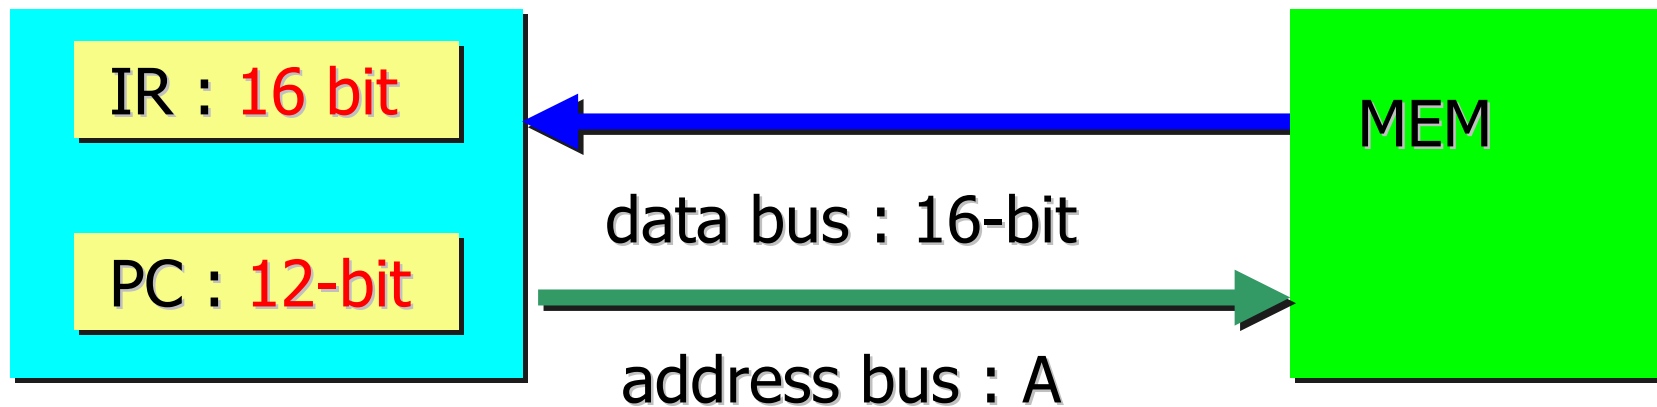 IR : 16 bit
MEM
data bus : 16-bit
PC : 12-bit
address bus : A